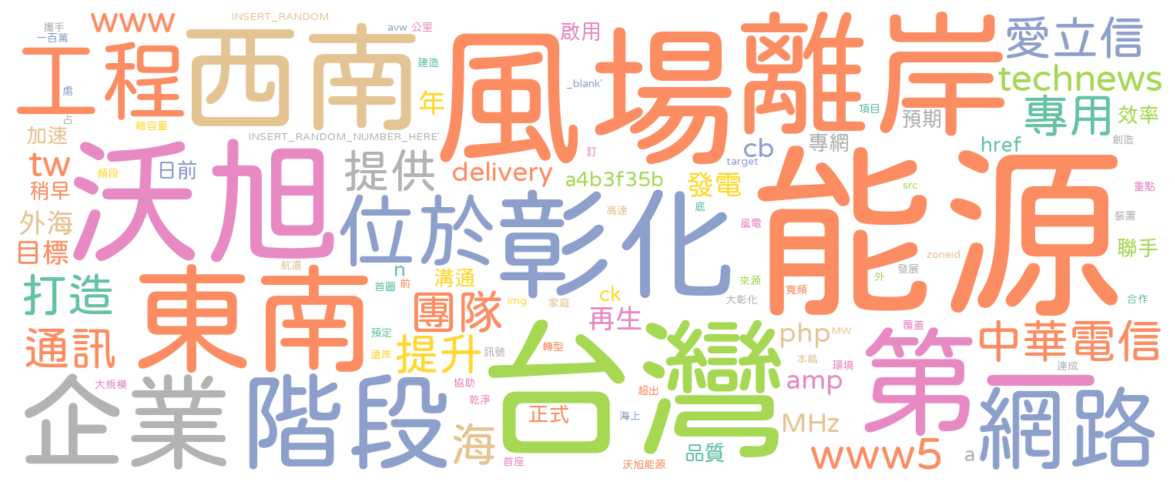 攜手
一百萬
www
INSERT_RANDOM
avw
公里
啟用
愛立信
工程
西南
建造
風場
離岸
technews
處
年
_blank'
項目
專用
效率
占
總容量
加速
INSERT_RANDOM_NUMBER_HERE'
預期
創造
tw
萌段
日前
提供
delivery
訂
target
cb
專網
href
稍早
沃旭
a4b3f35b
發電
能源
src
重點
外海
位於
彰化
高達
底
風電
裝置
目標
航道
n
溝通
來源
zoneid
聯手
打造
首圖
前
img
家庭
ck
大彰化
寬頻
外
發展
合作
東南
團隊
再生
台灣
php
MW
覆蓋
第一
中華電信
通訊
預定
遠岸
提升
訊號
轉型
本島
環境
達成
企業
大規模
階段
協助
乾淨
超出
amp
網路
正式
海上
MHz
海
首座
沃旭能源
品質
www5
a